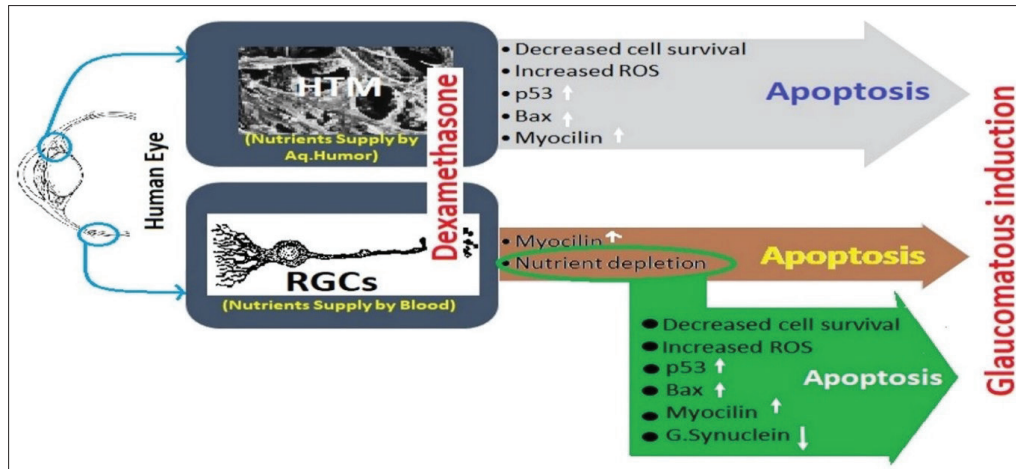 Human Eye
HTM
(Nutrients Supply by
Aq.Humor)
Dexamethasone
RGCs
(Nutrients Supply by Blood)
• Decreased cell survival
• Increased ROS
• p53 ↑
• Bax ↑
• Myocilin ↑
Apoptosis
• Myocilin ↑
• Nutrient depletion
Apoptosis
● Decreased cell survival
● Increased ROS
● p53 ↑
● Bax ↑
● Myocilin ↑
● G.Synuclein ↓
Apoptosis
Glaucomatous induction